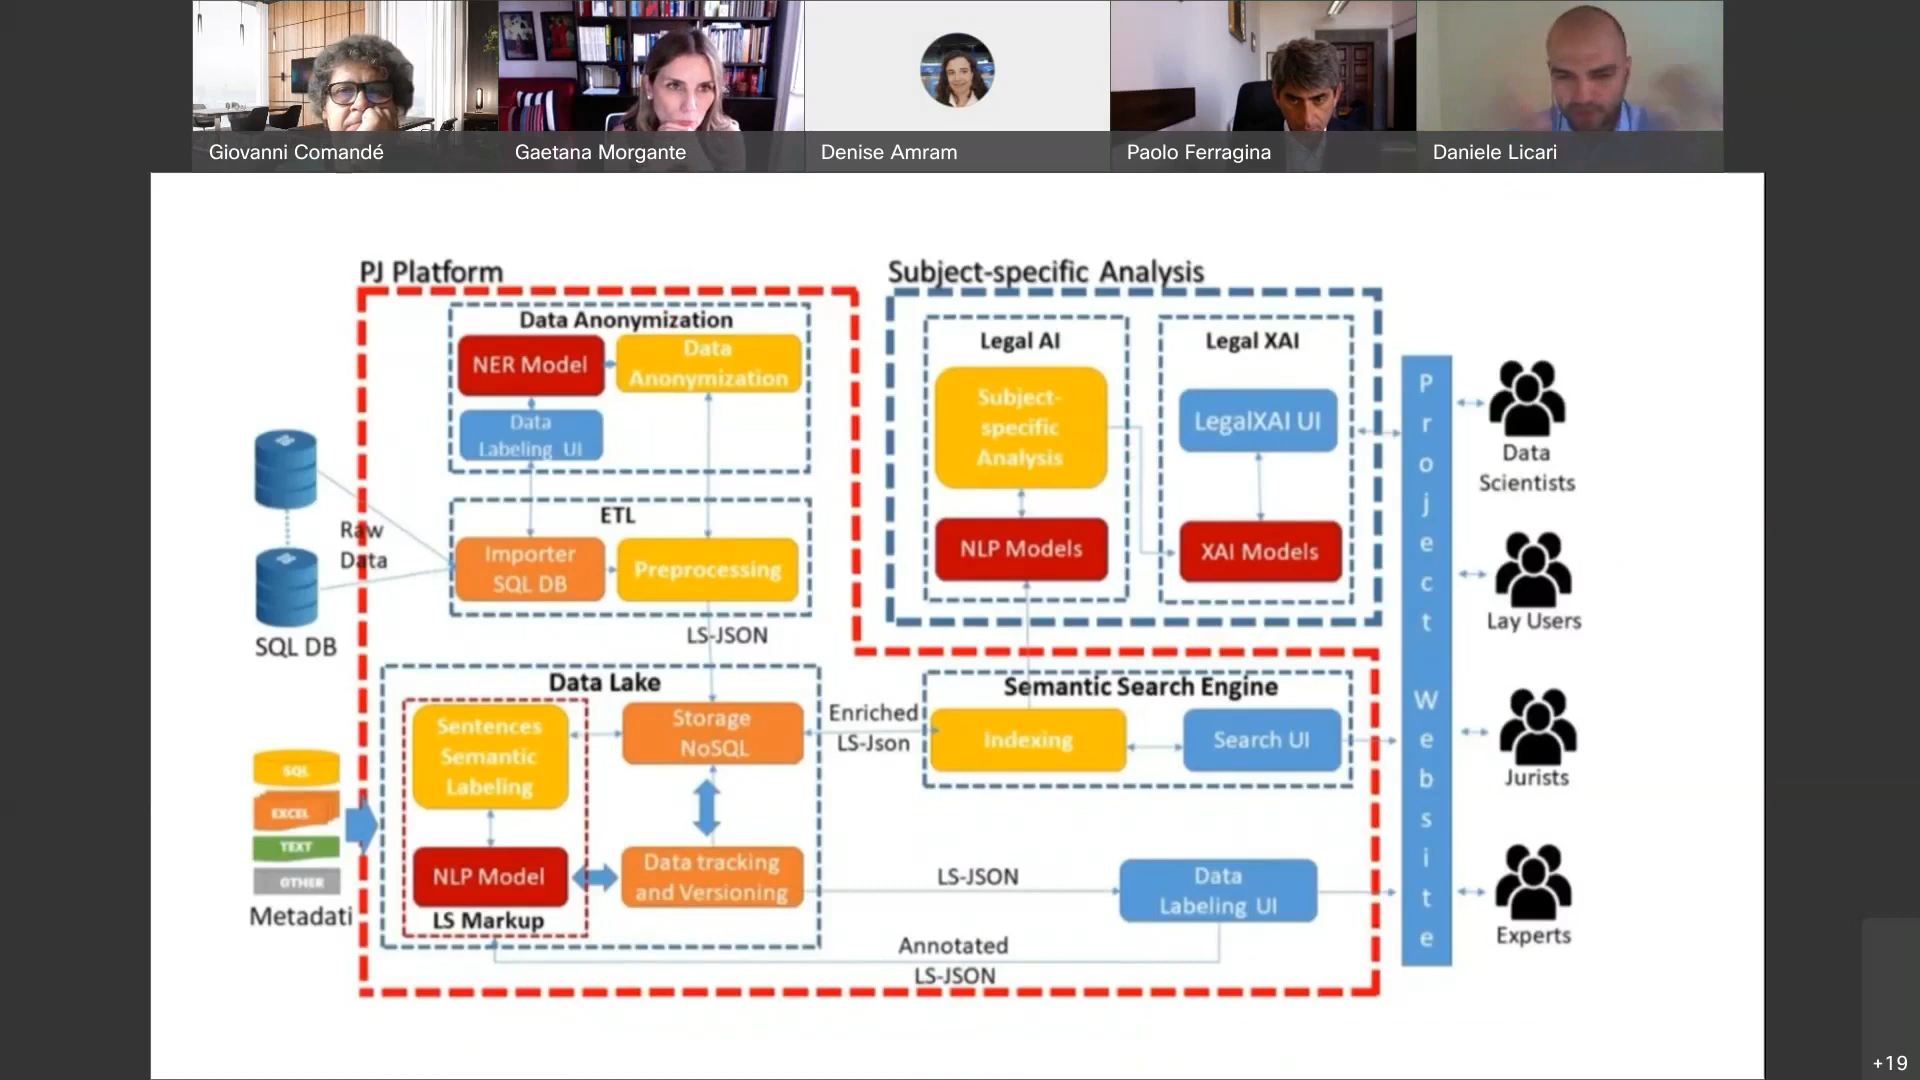 Giovanni Comandé
Gaetana Morgante
Denise Amram
Paolo Ferragina
Daniele Licari
PJ Platform
Subject-specific Analysis
Data Anonymization
NER Model
Data
Anonymization
Data
Labeling UI
ETL
Importer
SQL DB
Preprocessing
Raw
Data
SQL DB
LS-JSON
Legal AI
Subject-
specific
Analysis
NLP Models
Legal XAI
LegalXAI UI
XAI Models
Data Lake
Sentences
Semantic
Labeling
Storage
NoSQL
NLP Model
LS Markup
Data tracking
and Versioning
Enriched
LS-Json
Semantic Search Engine
Indexing
Search UI
LS-JSON
Data
Labeling UI
Annotated
LS-JSON
SQL
EXCEL
TEXT
OTHER
Metadati
Project Website
Data
Scientists
Lay Users
Jurists
Experts
+19